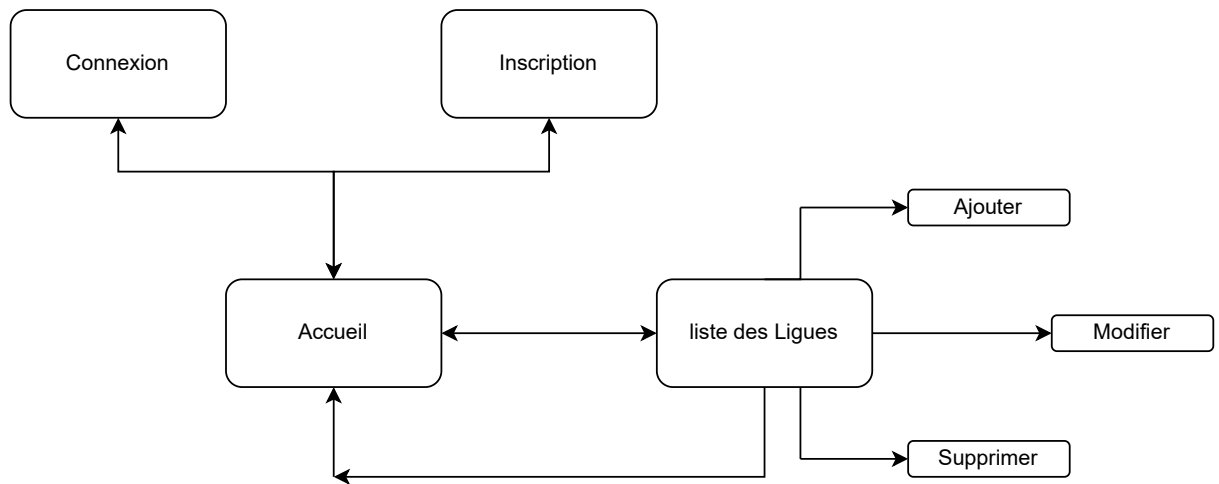 Connexion
Inscription
Ajouter
Accueil
liste des Ligues
Modifier
Supprimer